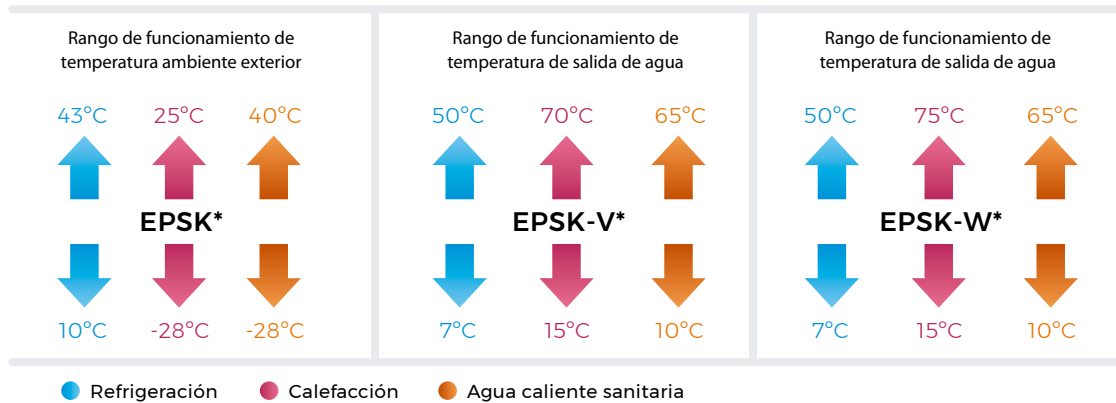 Rango de funcionamiento de
temperatura ambiente exterior
43°C 25°C 40°C
EPSK*
10°C -28°C -28°C
Rango de funcionamiento de
temperatura de salida de agua
50°C 70°C 65°C
EPSK-V*
7°C 15°C 10°C
Rango de funcionamiento de
temperatura de salida de agua
50°C 75°C 65°C
EPSK-W*
7°C 15°C 10°C
Refrigeración Calefacción Agua caliente sanitaria